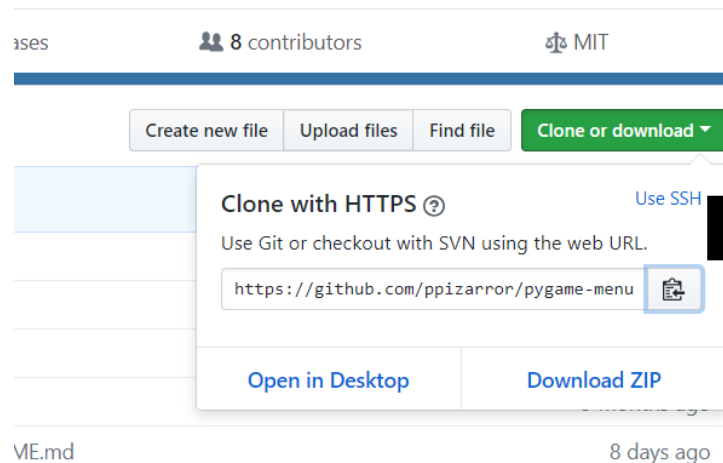 ases 8 contributors MIT
Create new file Upload files Find file Clone or download
Clone with HTTPS Use SSH
Use Git or checkout with SVN using the web URL.
https://github.com/ppizarror/pygame-menu
Open in Desktop Download ZIP
ME.md 8 days ago